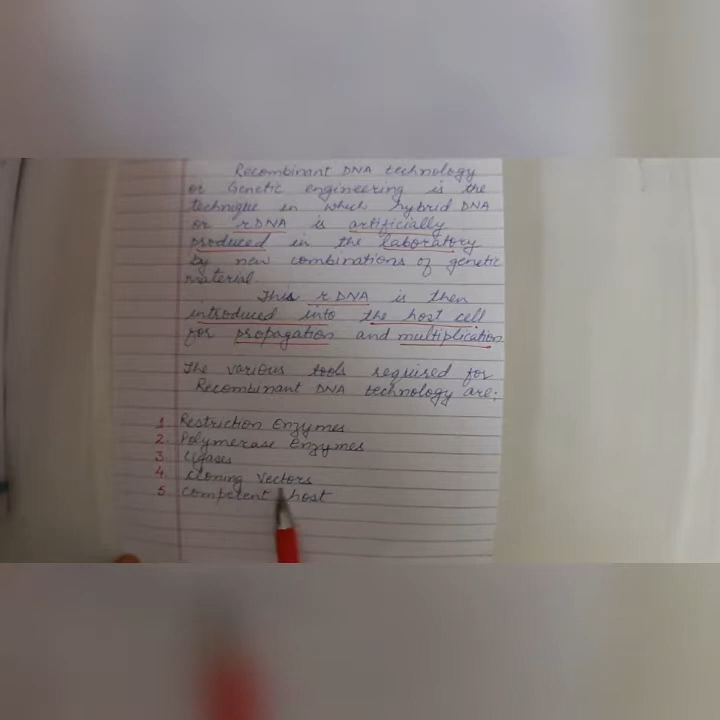 Recombinant DNA technology
or Genetic engineering is the
technique in which hybrid DNA
or rDNA is artificially
produced in the laboratory
by new combinations of genetic
material.
This rDNA is then
introduced into the host cell
for propagation and multiplication.
The various tools required for
Recombinant DNA technology are:
1. Restriction Enzymes
2. Polymerase Enzymes
3. Ligases
4. Cloning Vectors
5. Competent host